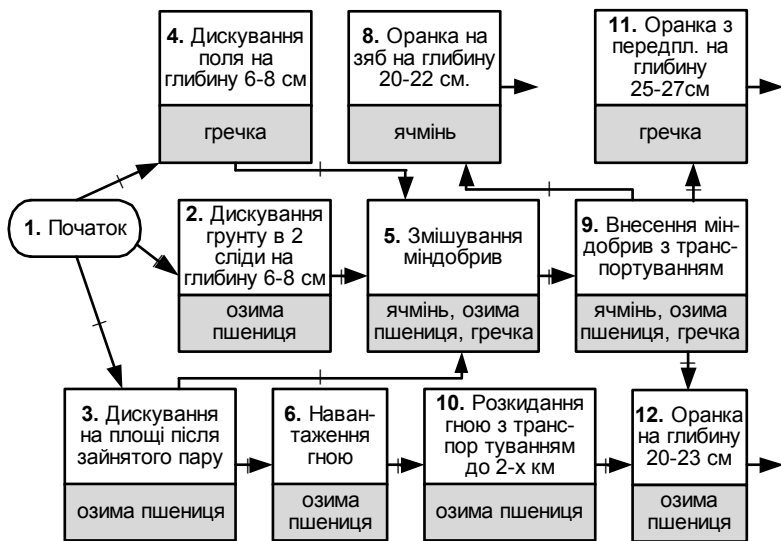 4. Дискування
поля на
глибину 6-8 см
гречка
8. Оранка на
зяб на глибину
20-22 см.
ячмінь
11. Оранка з
передпл. на
глибину
25-27см
гречка
1. Початок
2. Дискування
грунту в 2
сліди на
глибину 6-8 см
озима
пшениця
5. Змішування
міндобрив
ячмінь, озима
пшениця, гречка
9. Внесення мін-
добрив з транс-
портуванням
ячмінь, озима
пшениця, гречка
3. Дискування
на площі після
зайнятого пару
озима пшениця
6. Наван-
таження
гною
озима
пшениця
10. Розкидання
гною з транс-
пор туванням
до 2-х км
озима пшениця
12. Оранка
на глибину
20-23 см
озима
пшениця